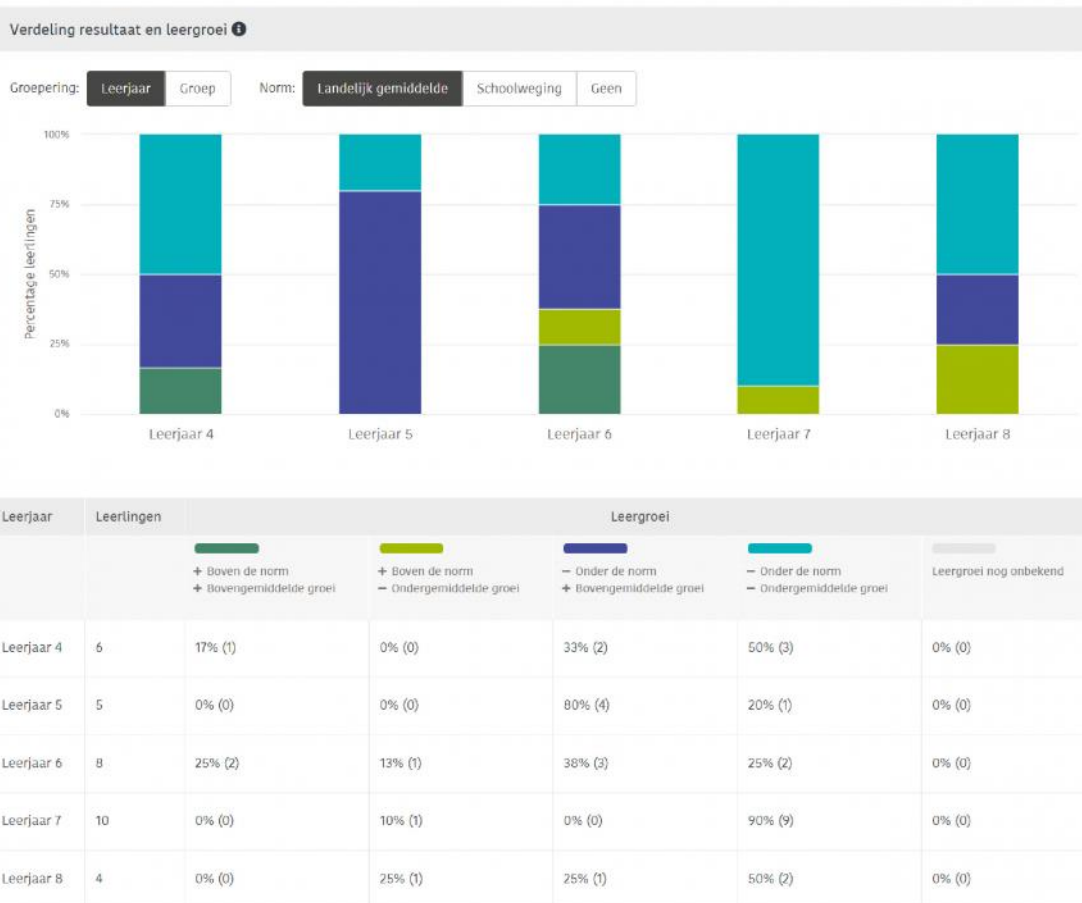 Verdeling resultaat en leergroei
Groepering: Leerjaar Groep Norm: Landelijk gemiddelde Schoolweging Geen
100%
75%
50%
25%
0%
Percentage leerlingen
Leerjaar 4 Leerjaar 5 Leerjaar 6 Leerjaar 7 Leerjaar 8
Leerjaar Leerlingen Leergroei
+ Boven de norm + Boven de norm − Onder de norm − Onder de norm Leergroei nog onbekend
+ Bovengemiddelde groei − Ondergemiddelde groei + Bovengemiddelde groei − Ondergemiddelde groei
Leerjaar 4 6 17% (1) 0% (0) 33% (2) 50% (3) 0% (0)
Leerjaar 5 5 0% (0) 0% (0) 80% (4) 20% (1) 0% (0)
Leerjaar 6 8 25% (2) 13% (1) 38% (3) 25% (2) 0% (0)
Leerjaar 7 10 0% (0) 10% (1) 0% (0) 90% (9) 0% (0)
Leerjaar 8 4 0% (0) 25% (1) 25% (1) 50% (2) 0% (0)